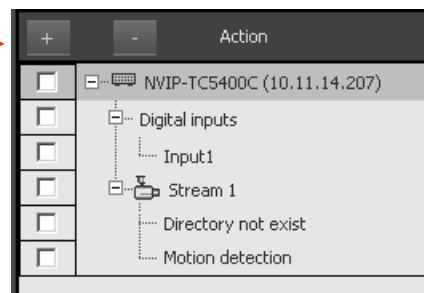 + - Action
NVIP-TC5400C (10.11.14.207)
Digital inputs
Input1
Stream 1
Directory not exist
Motion detection